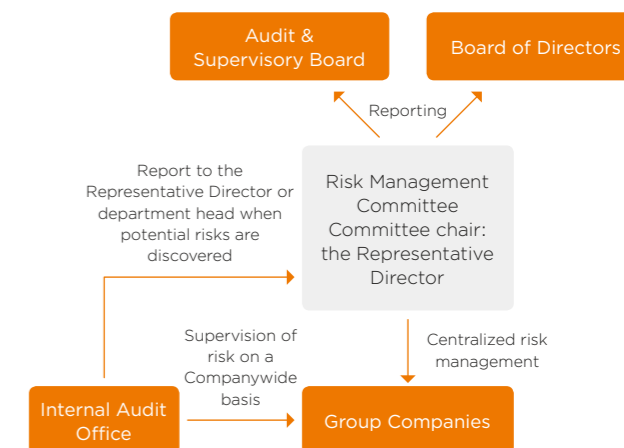 Audit &
Supervisory Board
Board of Directors
Reporting
Report to the
Representative Director or
department head when
potential risks are
discovered
Risk Management
Committee
Committee chair:
the Representative
Director
Supervision of
risk on a
Companywide
basis
Centralized risk
management
Internal Audit
Office
Group Companies